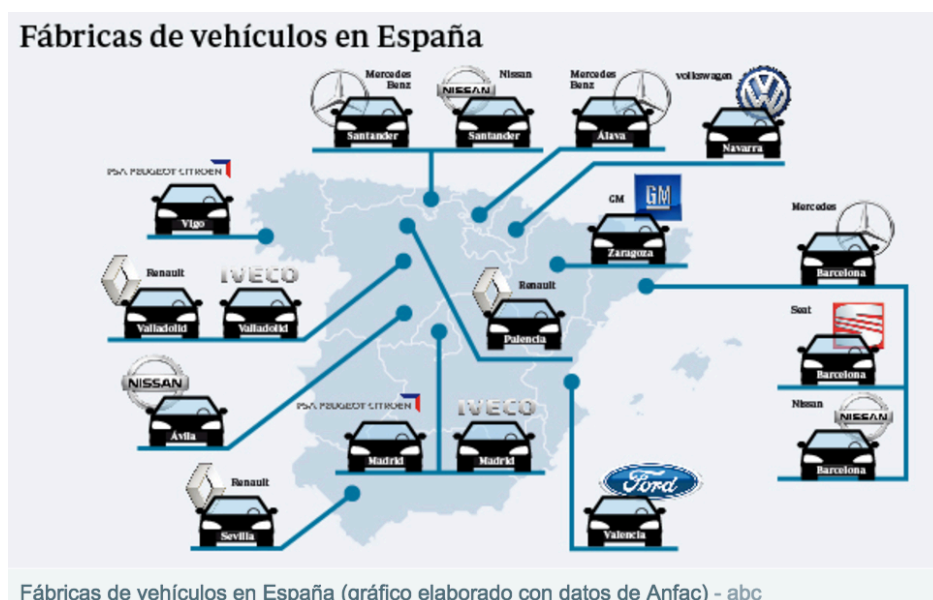 Fábricas de vehículos en España
Mercedes
Benz
Santander
Nissan
NISSAN
Santander
Mercedes
Benz
Álava
volkswagen
Navarra
PSA PEUGEOT CITROËN
Vigo
GM
GM
Zaragoza
Mercedes
Barcelona
Renault
Valladolid
IVECO
Valladolid
Renault
Palencia
Seat
Barcelona
NISSAN
Ávila
PSA PEUGEOT CITROËN
Madrid
IVECO
Madrid
Nissan
NISSAN
Barcelona
Renault
Sevilla
Ford
Valencia
Fábricas de vehículos en España (gráfico elaborado con datos de Anfac) - abc